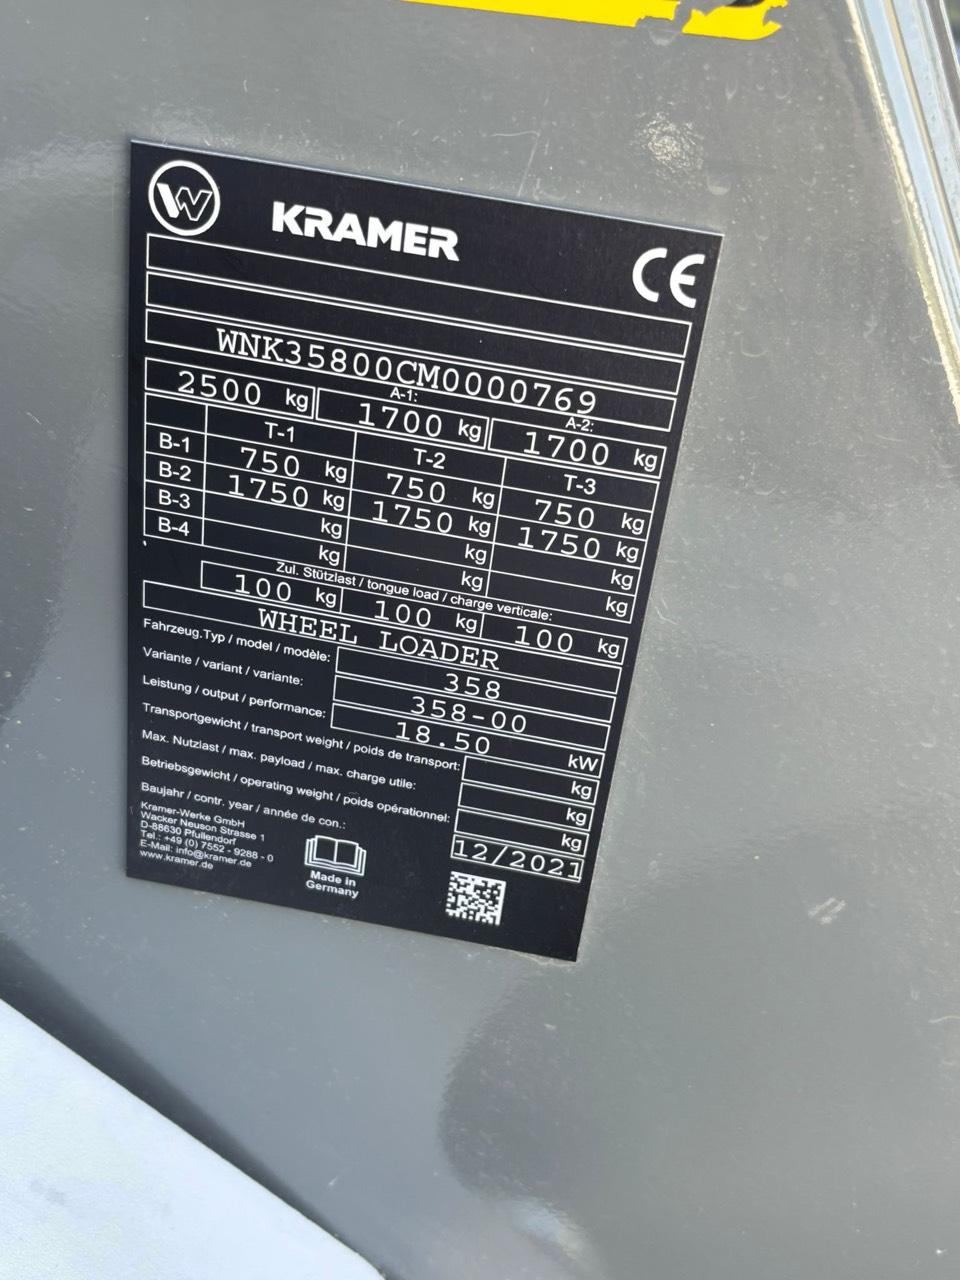 W KRAMER
CE
WNK35800CM0000769
2500 kg A-1: 1700 kg A-2: 1700 kg
T-1 T-2 T-3
B-1 750 kg 750 kg 750 kg
B-2 1750 kg 1750 kg 1750 kg
B-3 kg kg kg
B-4 kg kg kg
Zul. Stützlast / tongue load / charge verticale:
100 kg 100 kg 100 kg
WHEEL LOADER
Fahrzeug.Typ / model / modèle: 358
Variante / variant / variante: 358-00
Leistung / output / performance: 18.50 kW
Transportgewicht / transport weight / poids de transport: kg
Max. Nutzlast / max. payload / max. charge utile: kg
Betriebsgewicht / operating weight / poids opérationnel: kg
Baujahr / contr. year / année de con.: 12/2021
Kramer-Werke GmbH
Wacker Neuson Strasse 1
D-88630 Pfullendorf
Tel.: +49 (0) 7552 - 9288 - 0
E-Mail: info@kramer.de
www.kramer.de
Made in
Germany